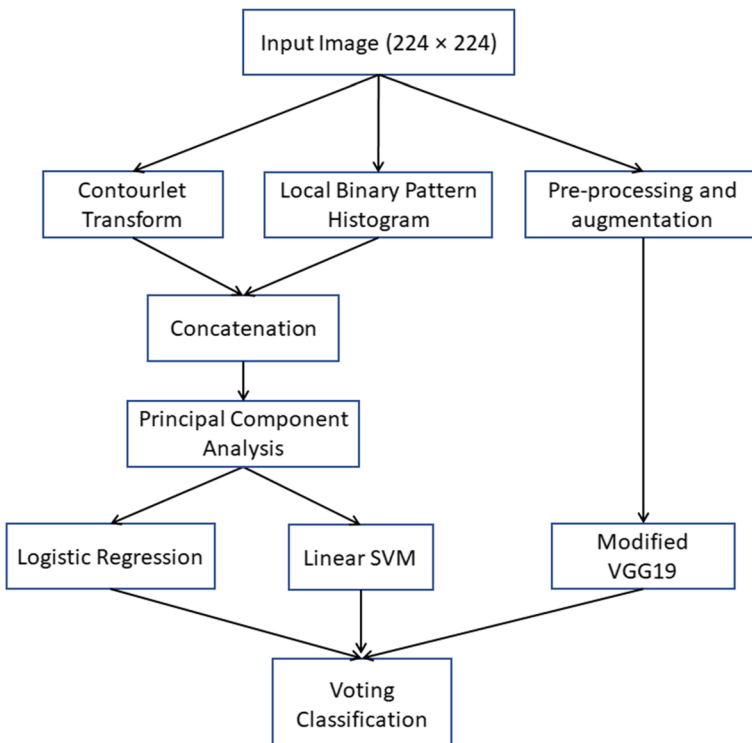 Input Image (224 × 224)
Contourlet
Transform
Local Binary Pattern
Histogram
Pre-processing and
augmentation
Concatenation
Principal Component
Analysis
Logistic Regression
Linear SVM
Modified
VGG19
Voting
Classification